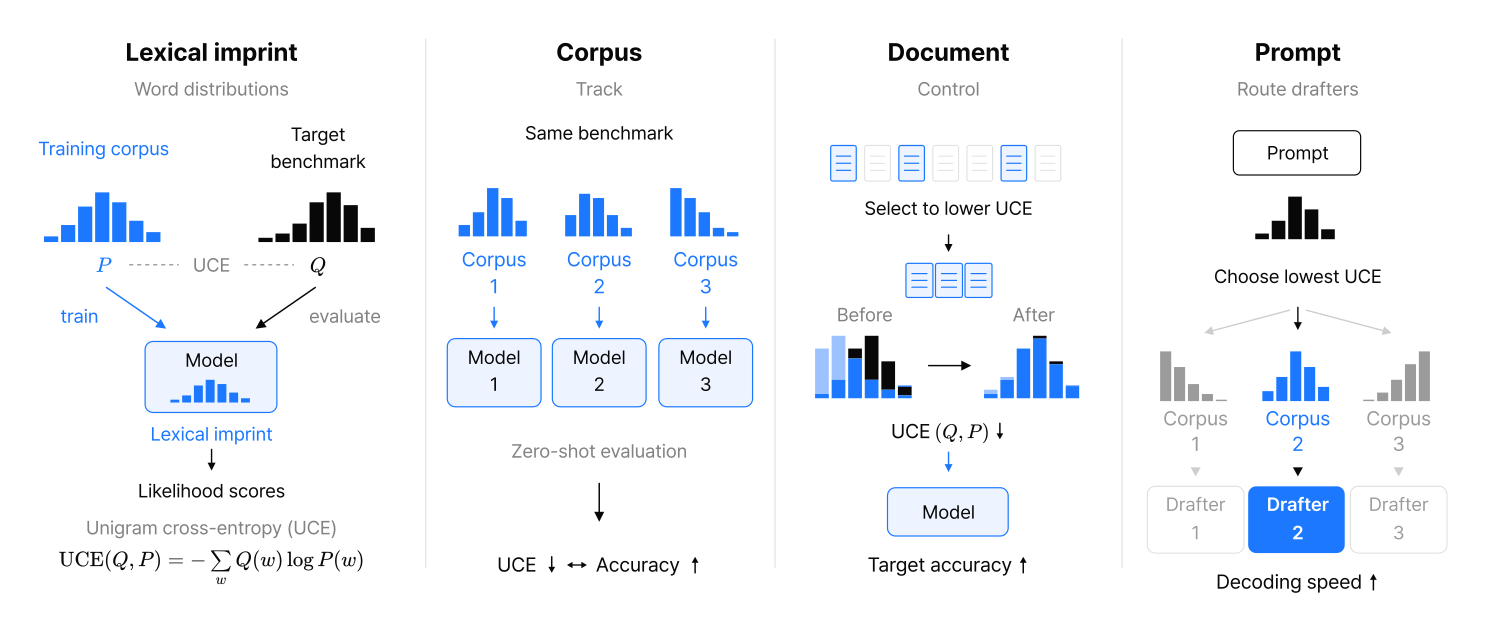 Lexical imprint
Word distributions
Training corpus
Target
benchmark
P
UCE
Q
train
evaluate
Model
Lexical imprint
Likelihood scores
Unigram cross-entropy (UCE)
UCE(Q, P) = − ∑ Q(w) log P(w)
w
Corpus
Track
Same benchmark
Corpus
1
Corpus
2
Corpus
3
Model
1
Model
2
Model
3
Zero-shot evaluation
UCE ↓ ↔ Accuracy ↑
Document
Control
Select to lower UCE
Before
After
UCE (Q, P) ↓
Model
Target accuracy ↑
Prompt
Route drafters
Prompt
Choose lowest UCE
Corpus
1
Corpus
2
Corpus
3
Drafter
1
Drafter
2
Drafter
3
Decoding speed ↑